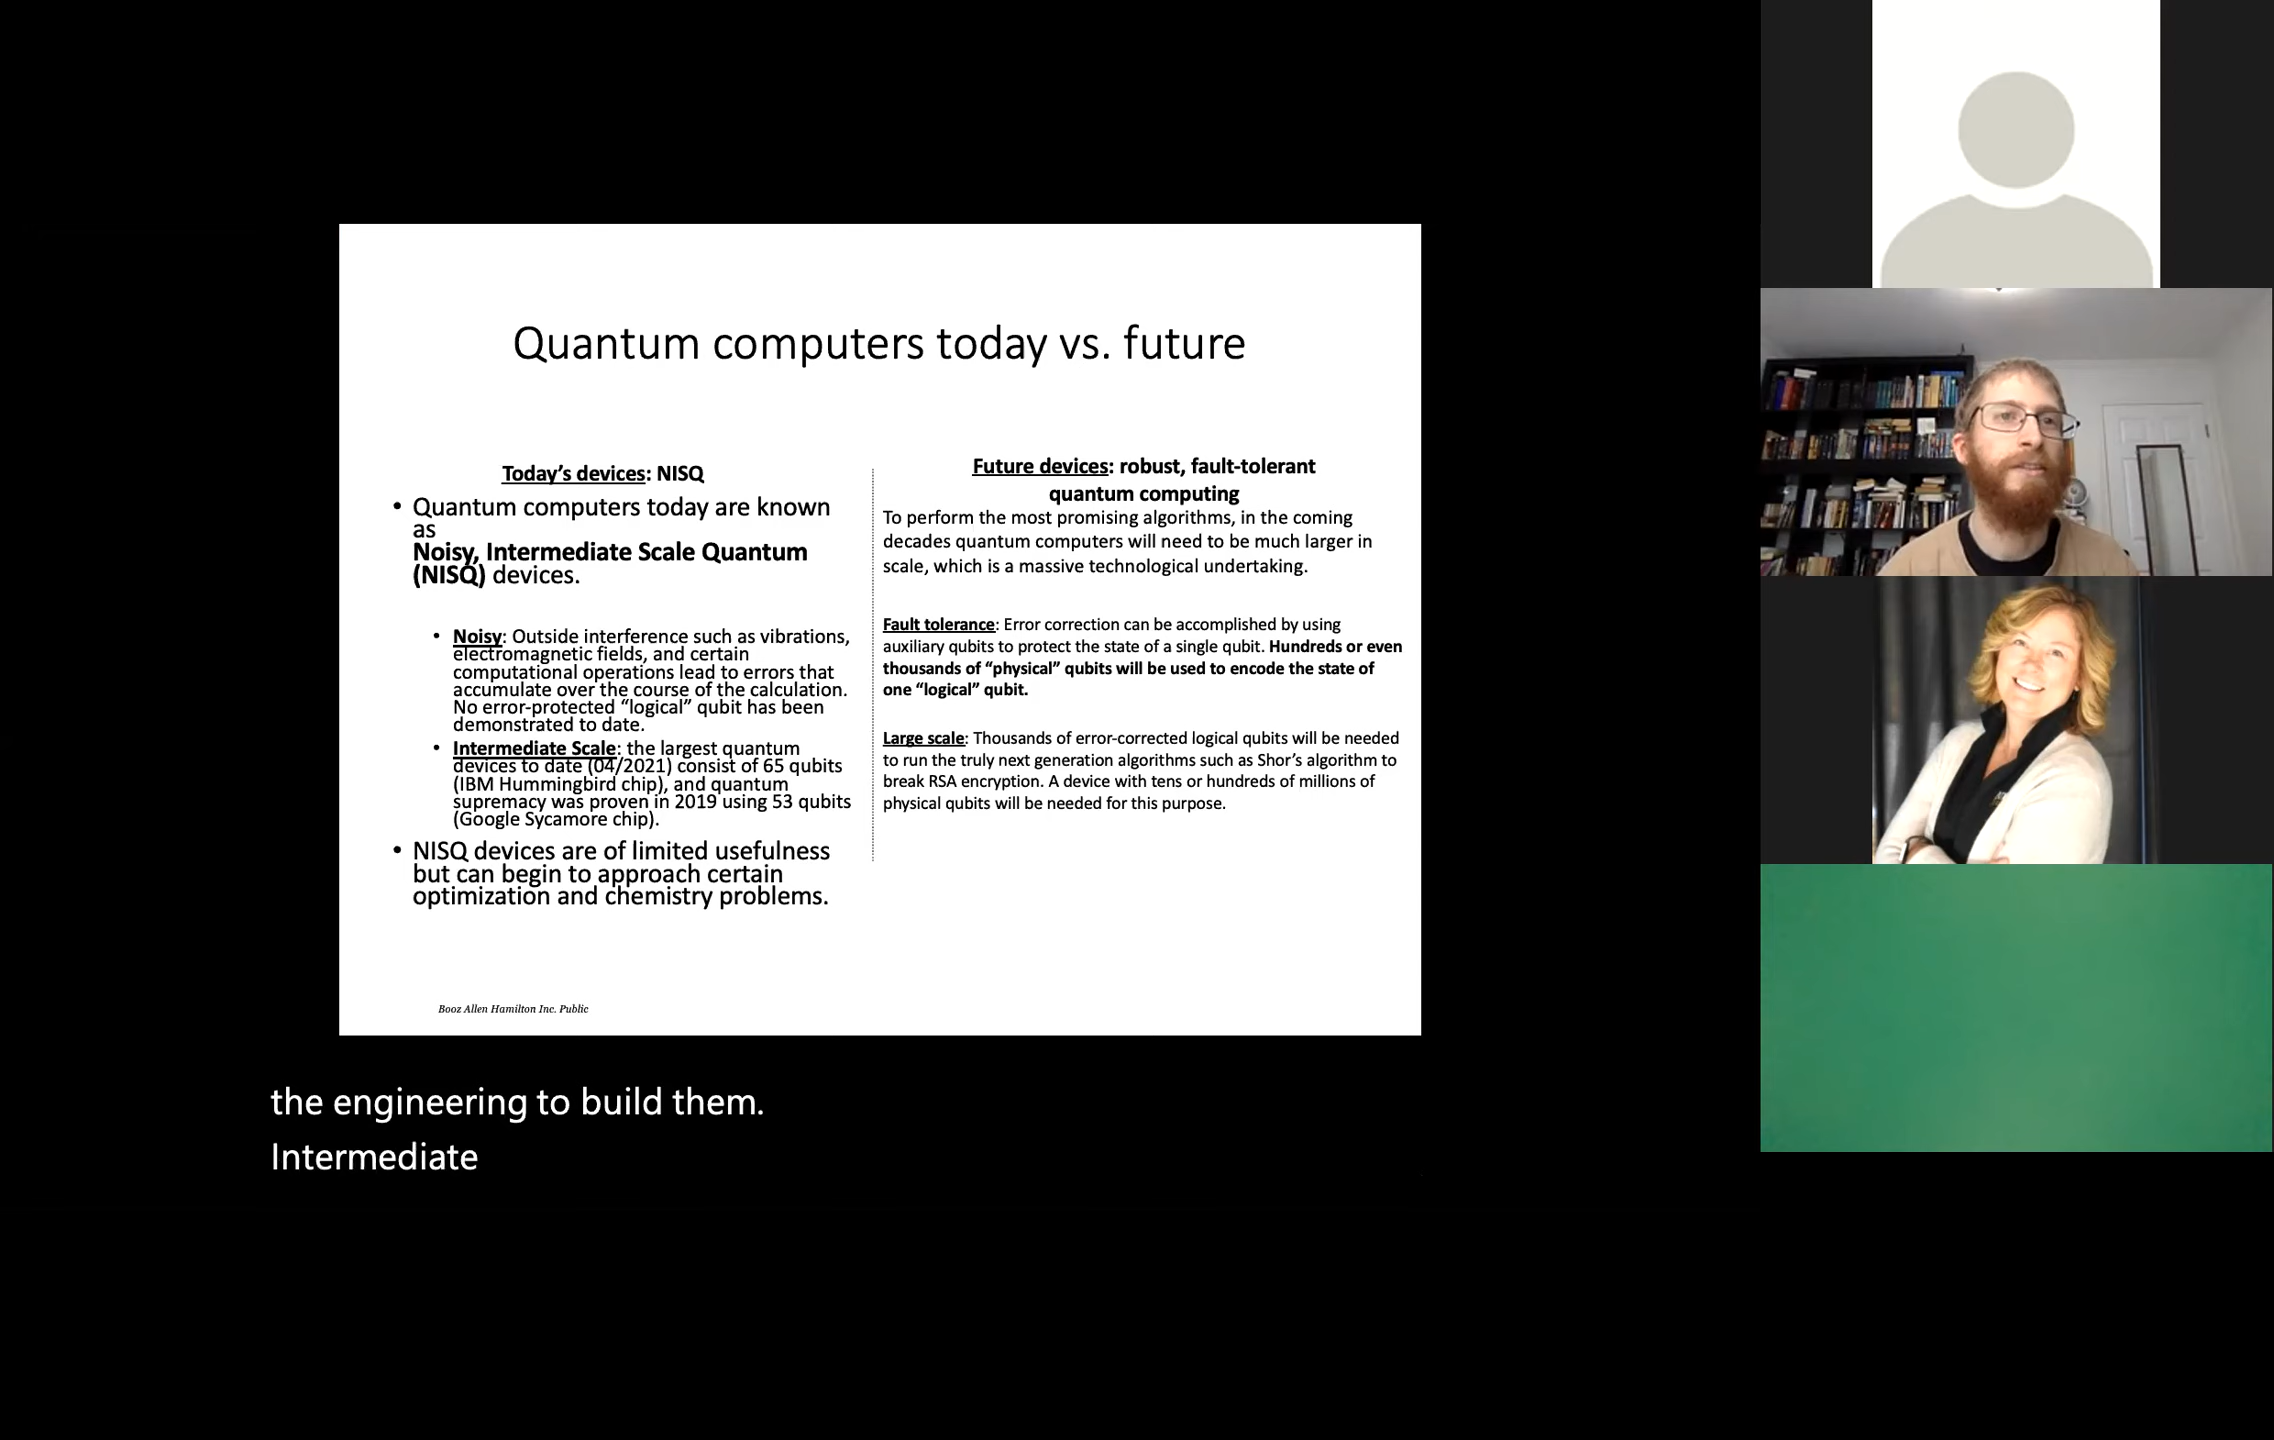 Quantum computers today vs. future
Today’s devices: NISQ
• Quantum computers today are known
as
Noisy, Intermediate Scale Quantum
(NISQ) devices.
• Noisy: Outside interference such as vibrations,
electromagnetic fields, and certain
computational operations lead to errors that
accumulate over the course of the calculation.
No error-protected “logical” qubit has been
demonstrated to date.
• Intermediate Scale: the largest quantum
devices to date (04/2021) consist of 65 qubits
(IBM Hummingbird chip), and quantum
supremacy was proven in 2019 using 53 qubits
(Google Sycamore chip).
• NISQ devices are of limited usefulness
but can begin to approach certain
optimization and chemistry problems.
Future devices: robust, fault-tolerant
quantum computing
To perform the most promising algorithms, in the coming
decades quantum computers will need to be much larger in
scale, which is a massive technological undertaking.
Fault tolerance: Error correction can be accomplished by using
auxiliary qubits to protect the state of a single qubit. Hundreds or even
thousands of “physical” qubits will be used to encode the state of
one “logical” qubit.
Large scale: Thousands of error-corrected logical qubits will be needed
to run the truly next generation algorithms such as Shor’s algorithm to
break RSA encryption. A device with tens or hundreds of millions of
physical qubits will be needed for this purpose.
Booz Allen Hamilton Inc. Public
the engineering to build them.
Intermediate